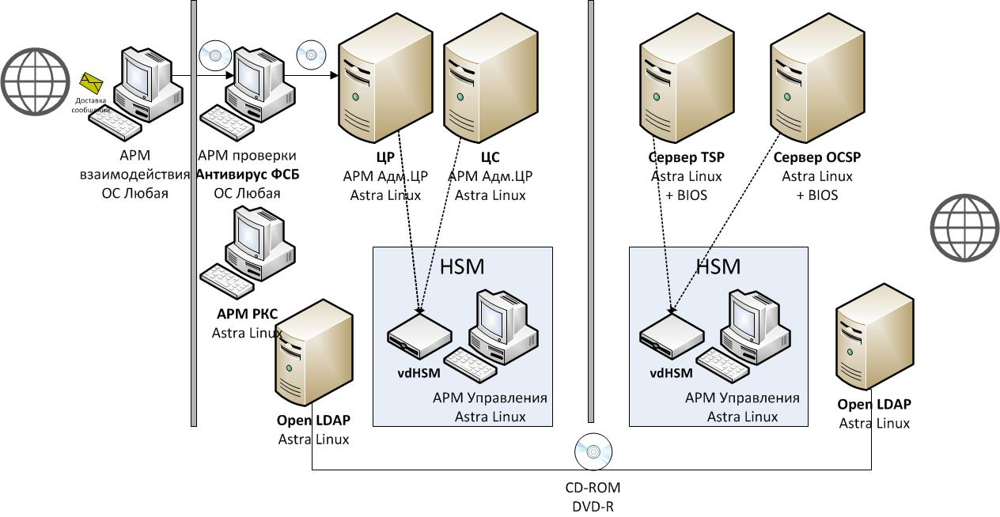 Доставка
сообщений
АРМ
взаимодействия
ОС Любая
АРМ проверки
Антивирус ФСБ
ОС Любая
ЦР
АРМ Адм.ЦР
Astra Linux
ЦС
АРМ Адм.ЦР
Astra Linux
Сервер TSP
Astra Linux
+ BIOS
Сервер OCSP
Astra Linux
+ BIOS
АРМ РКС
Astra Linux
Open LDAP
Astra Linux
HSM
vdHSM
АРМ Управления
Astra Linux
HSM
vdHSM
АРМ Управления
Astra Linux
Open LDAP
Astra Linux
CD-ROM
DVD-R